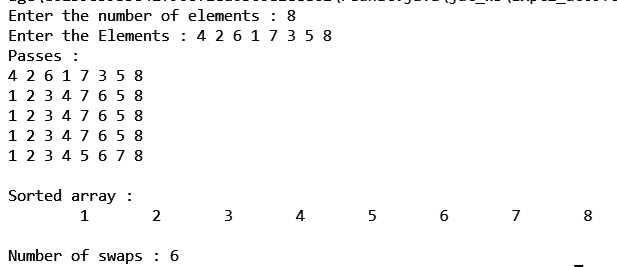 Enter the number of elements : 8
Enter the Elements : 4 2 6 1 7 3 5 8
Passes :
4 2 6 1 7 3 5 8
1 2 3 4 7 6 5 8
1 2 3 4 7 6 5 8
1 2 3 4 7 6 5 8
1 2 3 4 5 6 7 8
Sorted array :
1 2 3 4 5 6 7 8
Number of swaps : 6